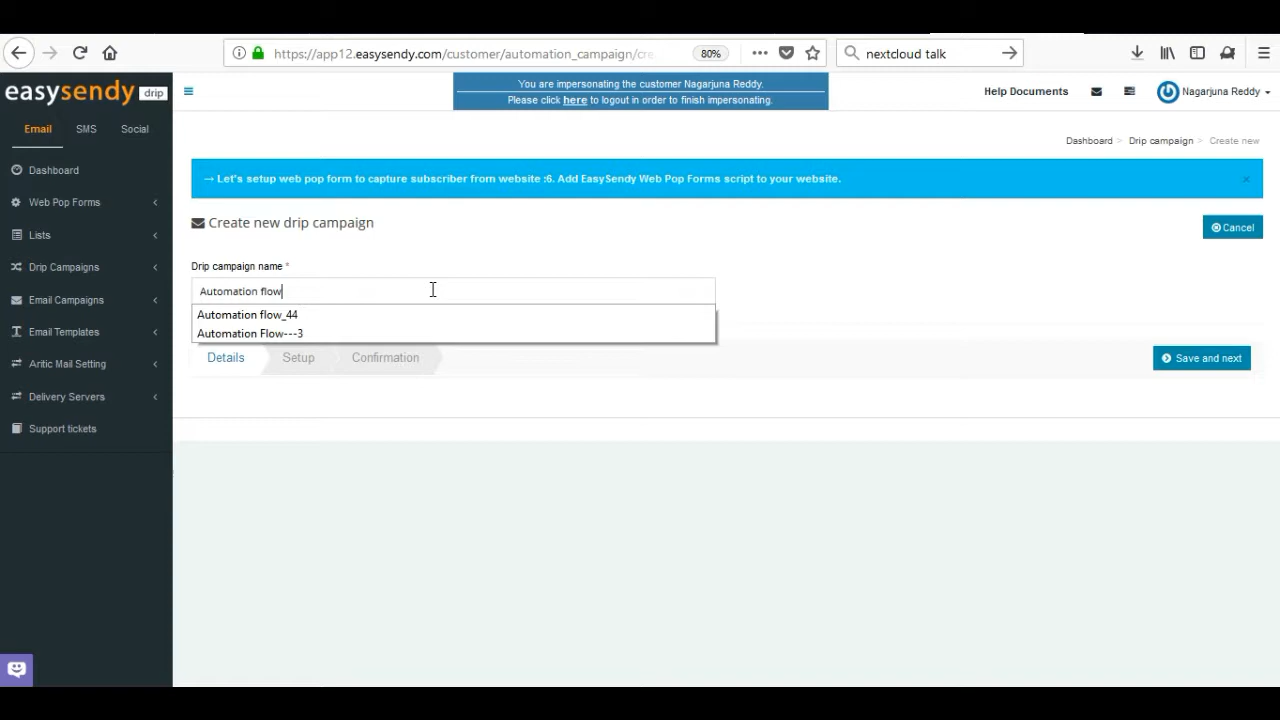 https://app12.easysendy.com/customer/automation_campaign/cre
80%
nextcloud talk
easysendy drip
You are impersonating the customer Nagarjuna Reddy.
Please click here to logout in order to finish impersonating.
Help Documents
Nagarjuna Reddy
Email SMS Social
Dashboard > Drip campaign > Create new
Dashboard
Web Pop Forms
Lists
Drip Campaigns
Email Campaigns
Email Templates
Aritic Mail Setting
Delivery Servers
Support tickets
→ Let's setup web pop form to capture subscriber from website :6. Add EasySendy Web Pop Forms script to your website. ×
Create new drip campaign
Cancel
Drip campaign name *
Automation flow
Automation flow_44
Automation Flow---3
Details Setup Confirmation
Save and next